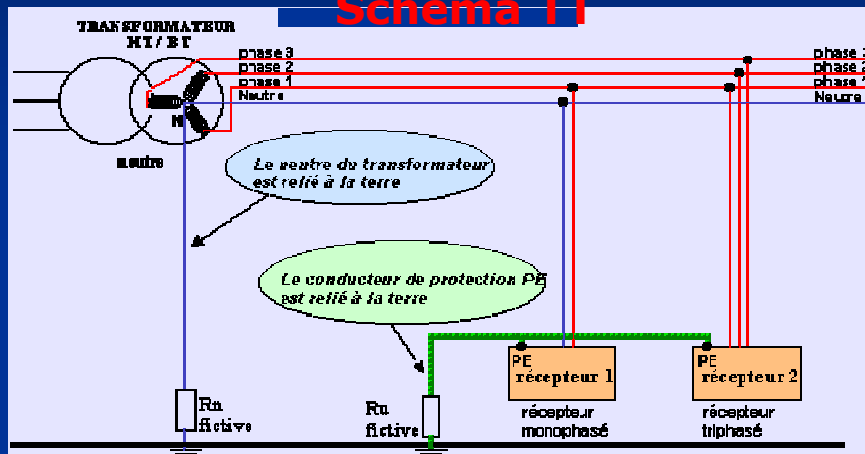 Schéma TT
TRANSFORMATEUR
MT / BT
phase 3
phase 2
phase 1
Neutre
phase
phase
phase
Neutre
N
neutre
Le neutre du transformateur
est relié à la terre
Le conducteur de protection PE
est relié à la terre
PE
récepteur 1
PE
récepteur 2
Rn
fictive
Ru
fictive
récepteur
monophasé
récepteur
triphasé